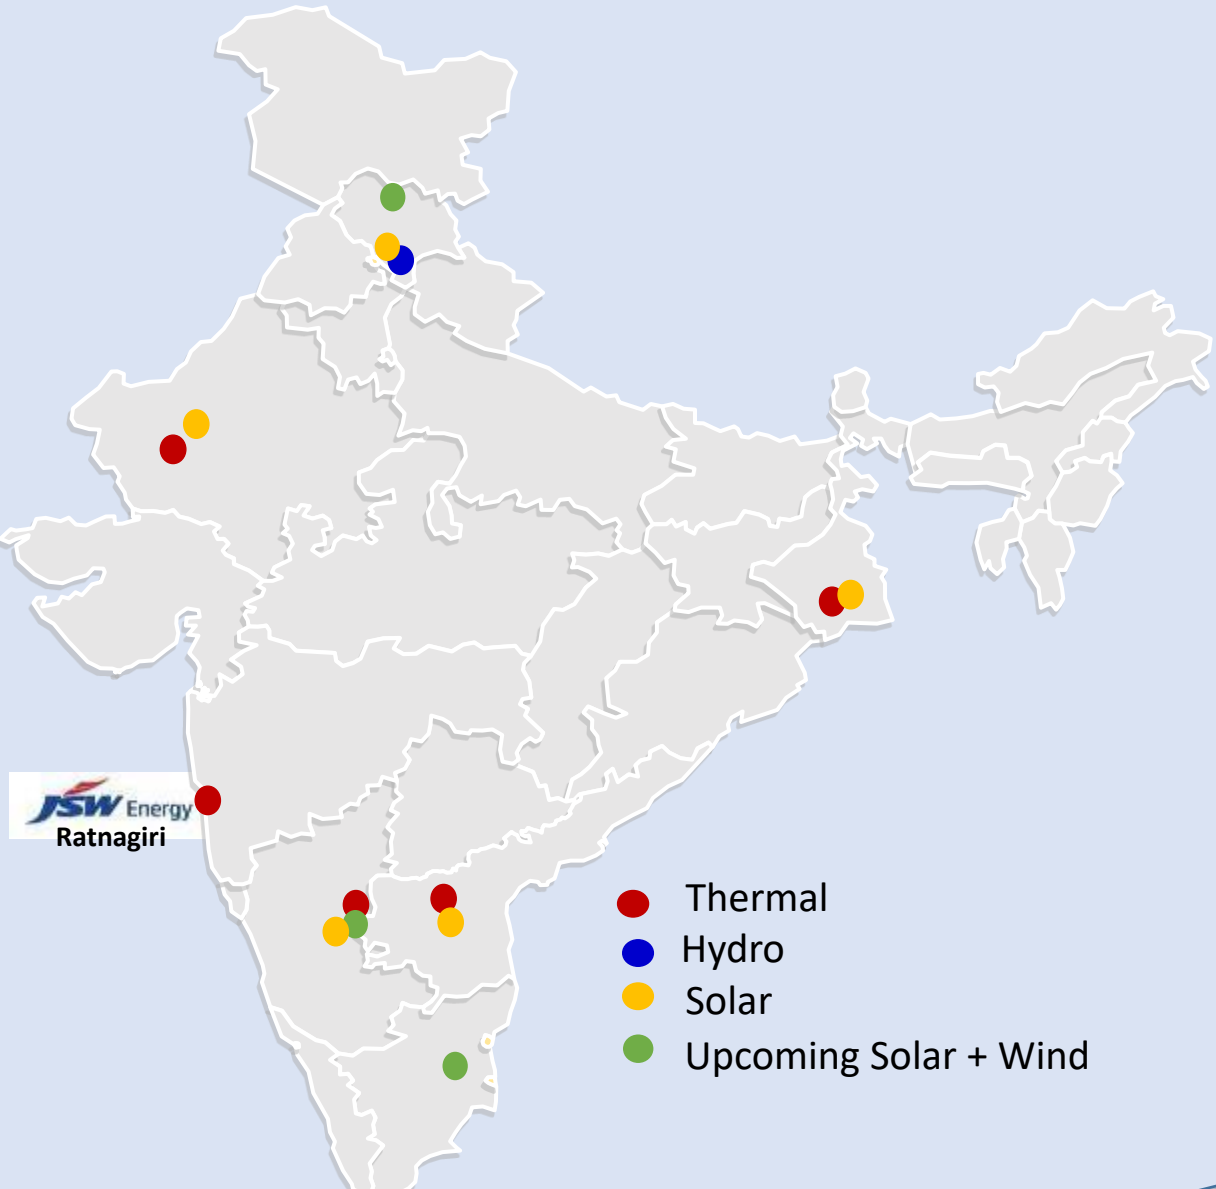 JSW Energy
Ratnagiri
Thermal
Hydro
Solar
Upcoming Solar + Wind